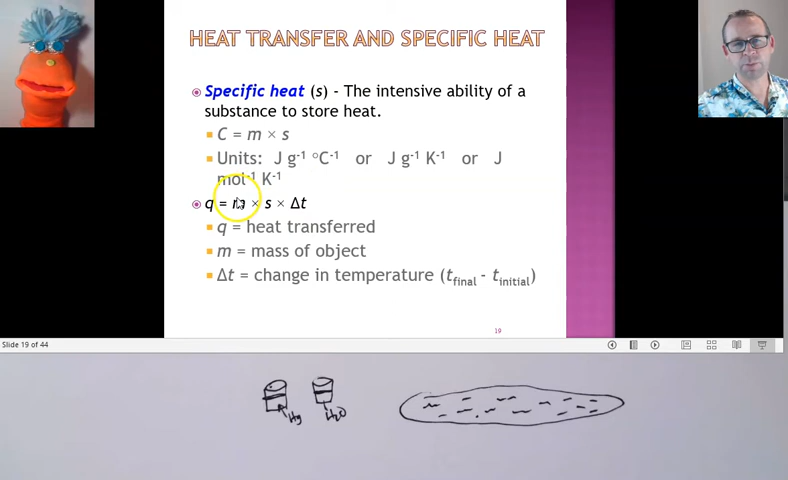 HEAT TRANSFER AND SPECIFIC HEAT
Specific heat (s) - The intensive ability of a
substance to store heat.
C = m × s
Units: J g⁻¹ °C⁻¹ or J g⁻¹ K⁻¹ or J
mol⁻¹ K⁻¹
q = m × s × Δt
q = heat transferred
m = mass of object
Δt = change in temperature (t_final - t_initial)
19
Slide 19 of 44
Hg
H₂O